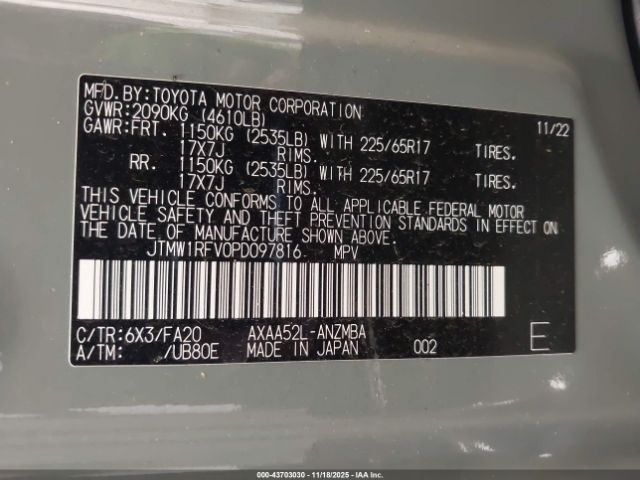 MFD.BY:TOYOTA MOTOR CORPORATION 11/22
GVWR:2090KG (4610LB)
GAWR:FRT. 1150KG (2535LB) WITH 225/65R17 TIRES,
17X7J RIMS.
RR. 1150KG (2535LB) WITH 225/65R17 TIRES,
17X7J RIMS.
THIS VEHICLE CONFORMS TO ALL APPLICABLE FEDERAL MOTOR
VEHICLE SAFETY AND THEFT PREVENTION STANDARDS IN EFFECT ON
THE DATE OF MANUFACTURE SHOWN ABOVE.
JTMW1RFV0PD097816 MPV
C/TR:6X3/FA20 AXAA52L-ANZMBA
A/TM: /UB80E MADE IN JAPAN 002 E
000-43703030 - 11/18/2025 - IAA Inc.